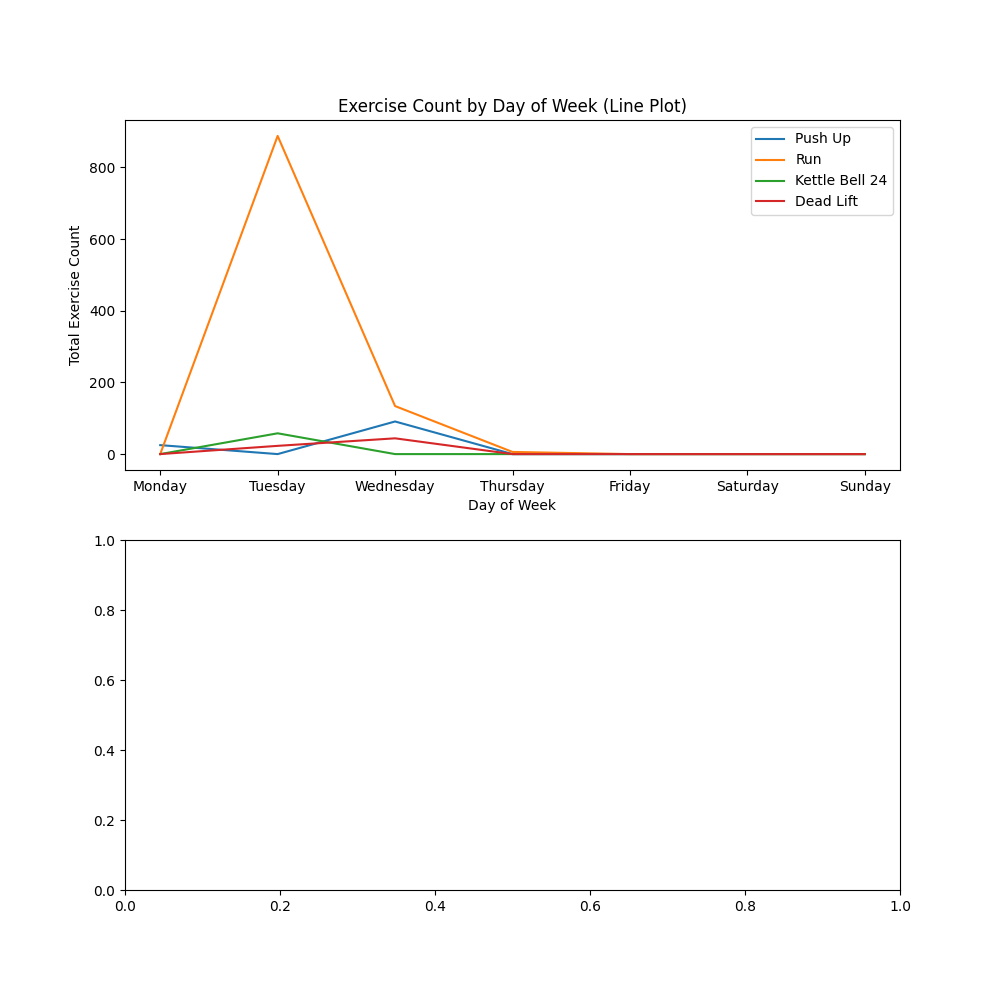 Exercise Count by Day of Week (Line Plot)
Push Up
Run
Kettle Bell 24
Dead Lift
Total Exercise Count
800
600
400
200
0
Monday Tuesday Wednesday Thursday Friday Saturday Sunday
Day of Week
1.0
0.8
0.6
0.4
0.2
0.0
0.0 0.2 0.4 0.6 0.8 1.0